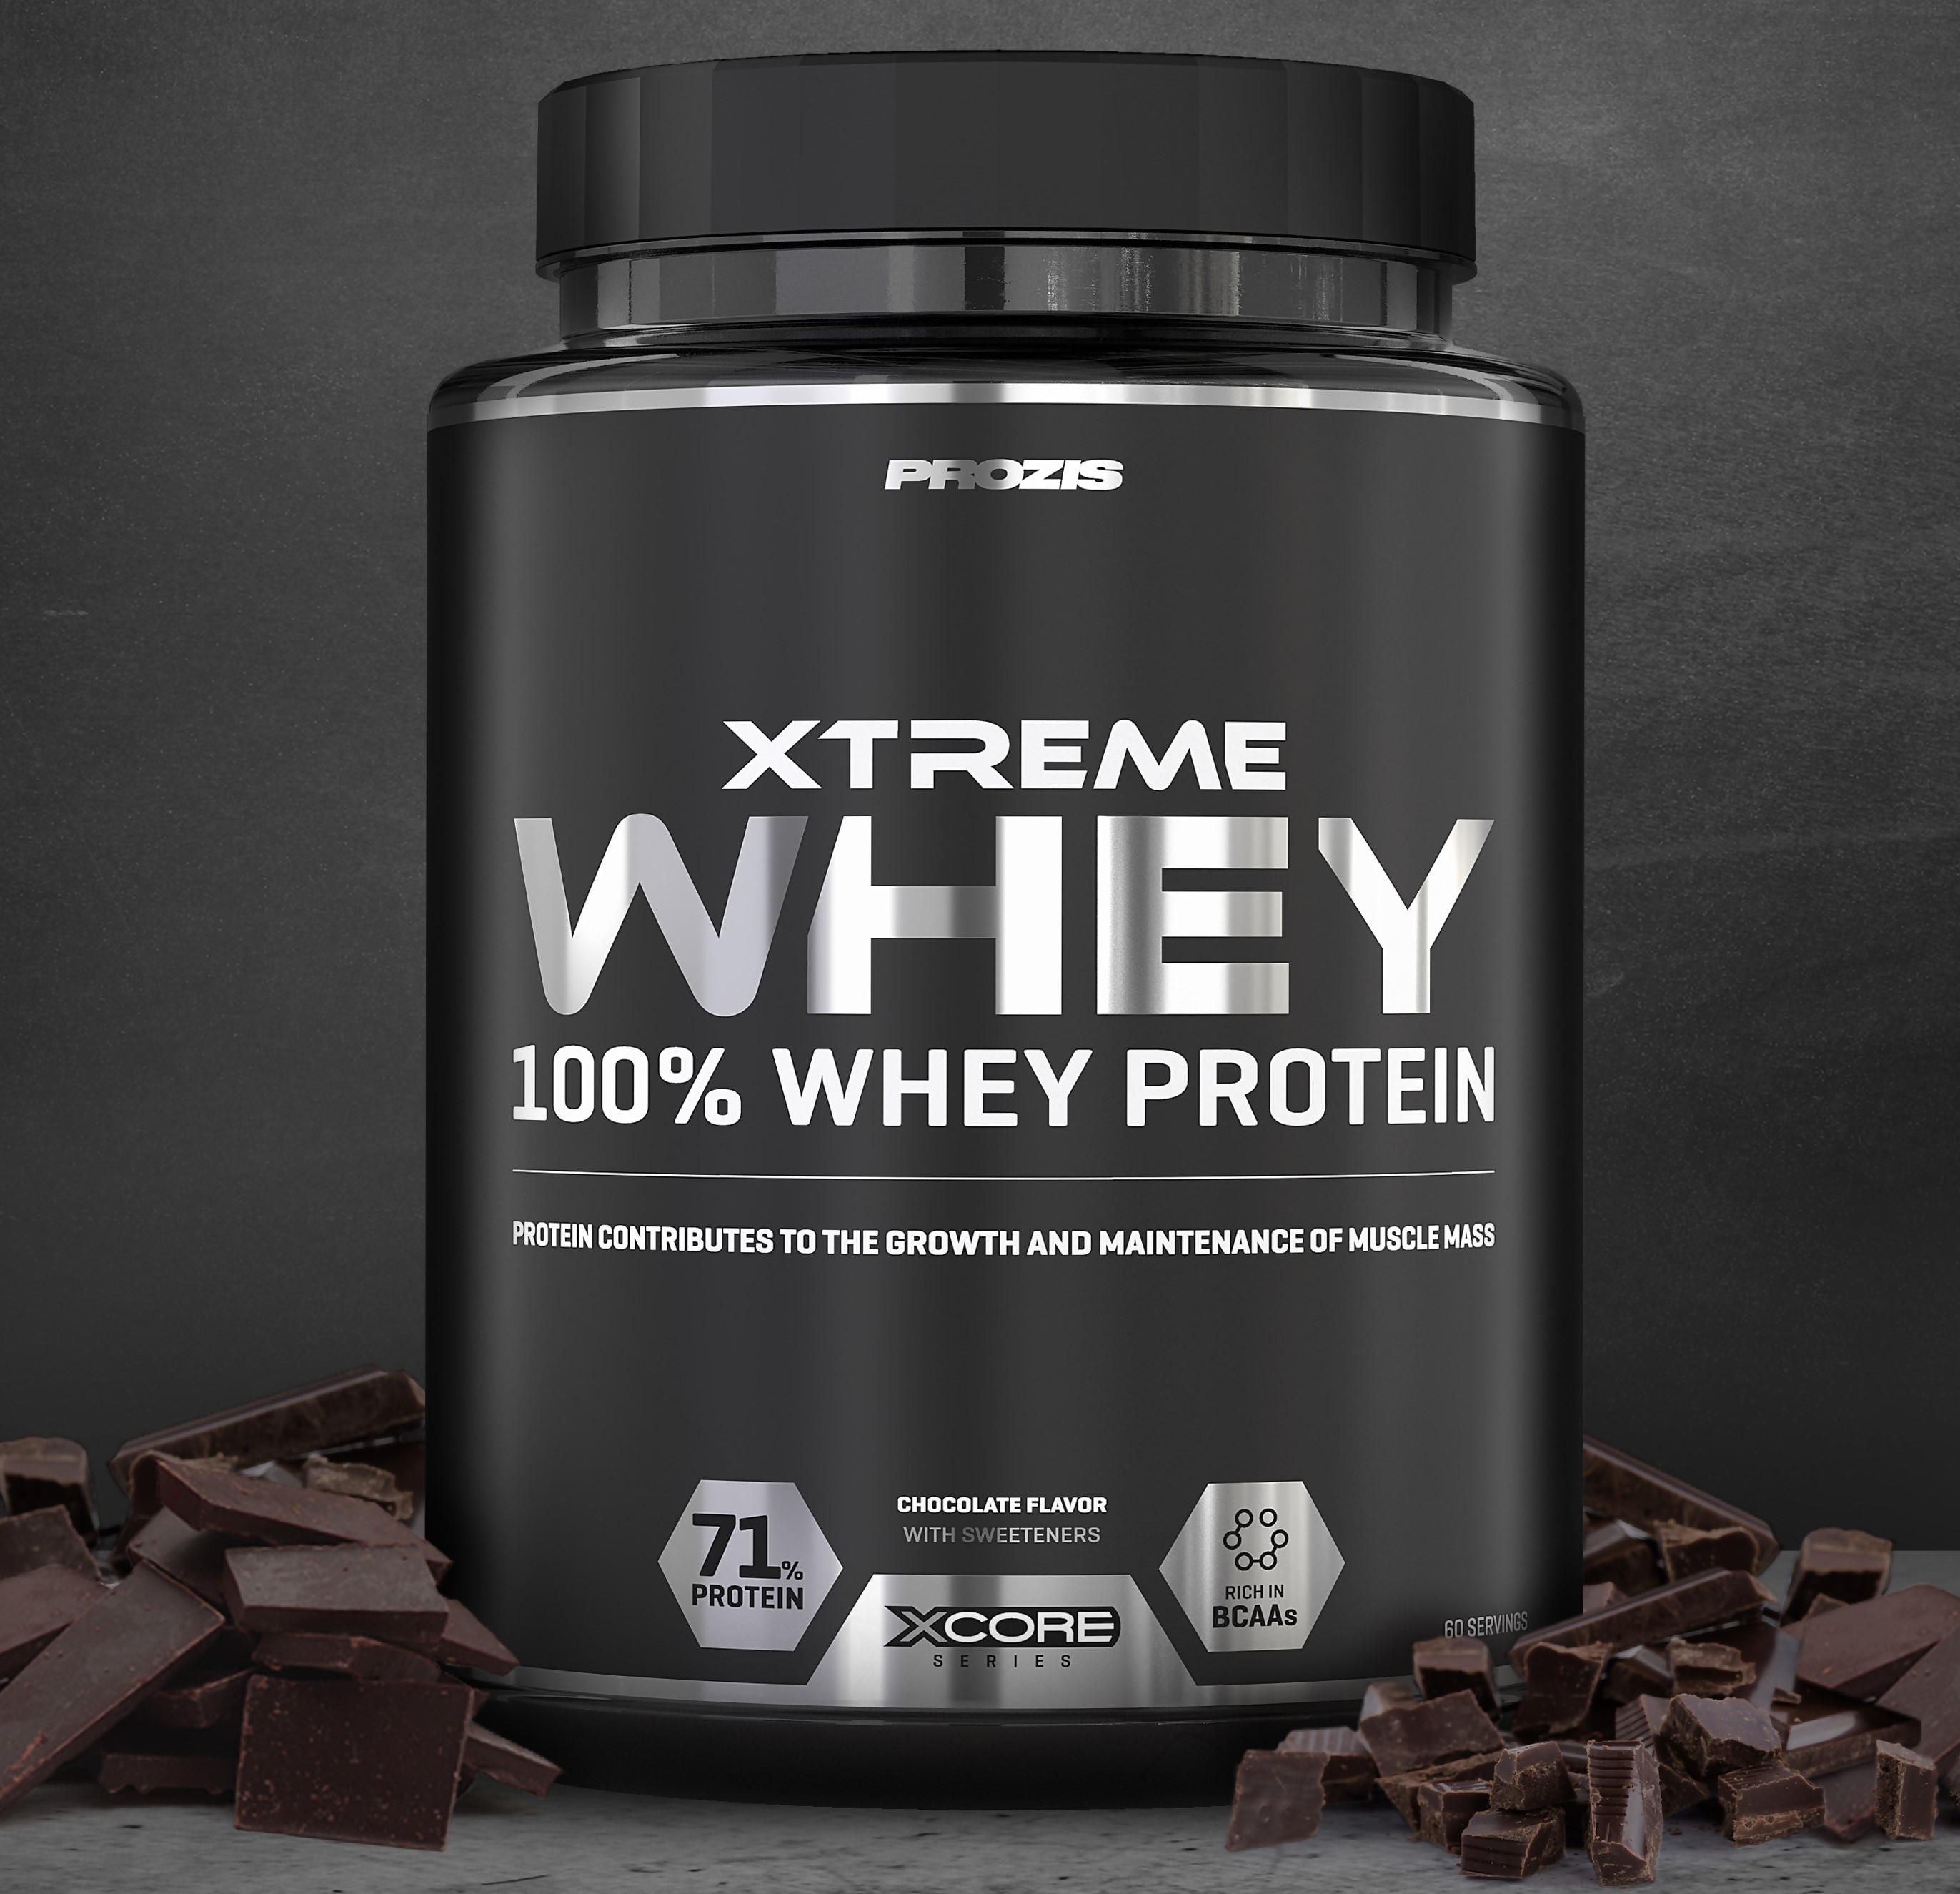 PROZIS
XTREME
WHEY
100% WHEY PROTEIN
PROTEIN CONTRIBUTES TO THE GROWTH AND MAINTENANCE OF MUSCLE MASS
71%
PROTEIN
CHOCOLATE FLAVOR
WITH SWEETENERS
XCORE
SERIES
RICH IN
BCAAs
60 SERVINGS